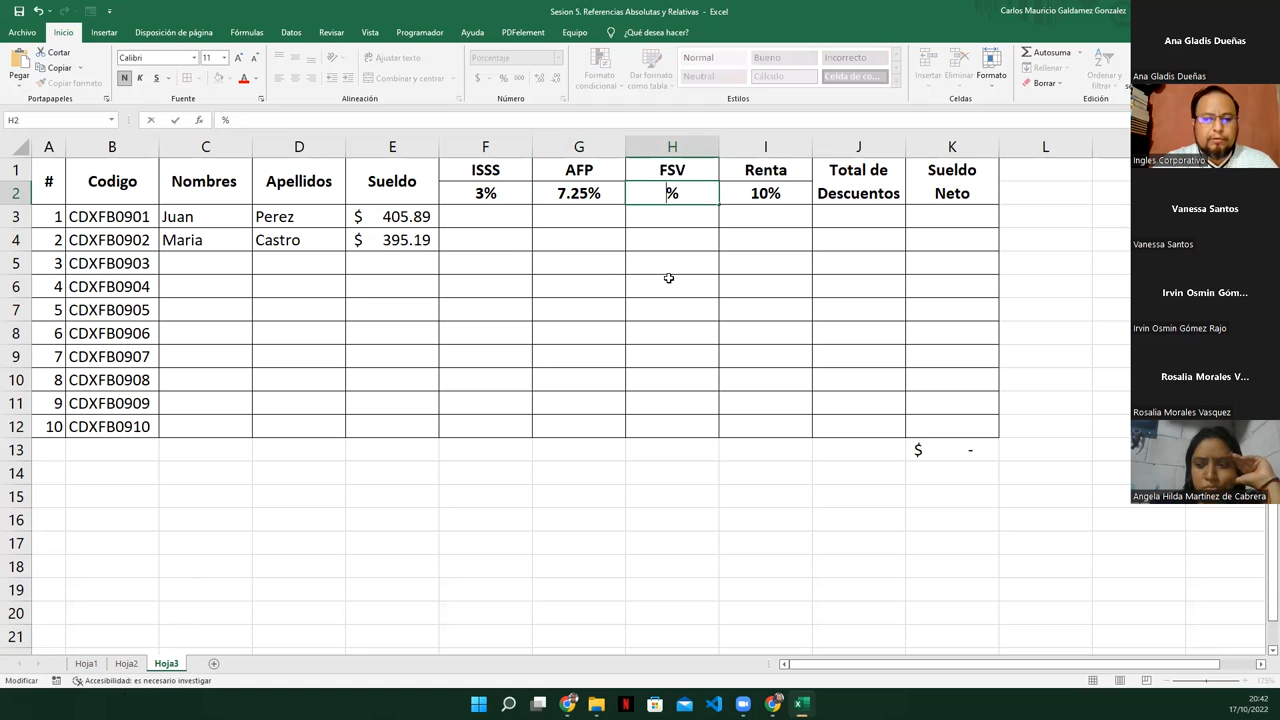 Sesion 5. Referencias Absolutas y Relativas - Excel
Carlos Mauricio Galdamez Gonzalez
Archivo Inicio Insertar Disposición de página Fórmulas Datos Revisar Vista Programador Ayuda PDFelement Equipo ¿Qué desea hacer?
Pegar
Cortar
Copiar
Copiar formato
Portapapeles
Calibri 11
N K S
Fuente
Ajustar texto
Combinar y centrar
Alineación
$ % 000
Número
Formato condicional
Dar formato como tabla
Normal Bueno Incorrecto
Neutral Cálculo Celda de co...
Estilos
Insertar Eliminar Formato
Celdas
Autosuma
Rellenar
Borrar
Ordenar y
Edición
H2 fx %
A B C D E F G H I J K L
1 # Codigo Nombres Apellidos Sueldo ISSS AFP FSV Renta Total de Descuentos Sueldo Neto
2 3% 7.25% % 10%
3 1 CDXFB0901 Juan Perez $ 405.89
4 2 CDXFB0902 Maria Castro $ 395.19
5 3 CDXFB0903
6 4 CDXFB0904
7 5 CDXFB0905
8 6 CDXFB0906
9 7 CDXFB0907
10 8 CDXFB0908
11 9 CDXFB0909
12 10 CDXFB0910
13 $ -
14
15
16
17
18
19
20
21
Hoja1 Hoja2 Hoja3
Modificar Accesibilidad: es necesario investigar
175%
20:42
17/10/2022
Ana Gladis Dueñas
Ana Gladis Dueñas
Ingles Corporativo
Vanessa Santos
Vanessa Santos
Irvin Osmin Góm...
Irvin Osmin Gómez Rajo
Rosalia Morales V...
Rosalia Morales Vasquez
Angela Hilda Martínez de Cabrera